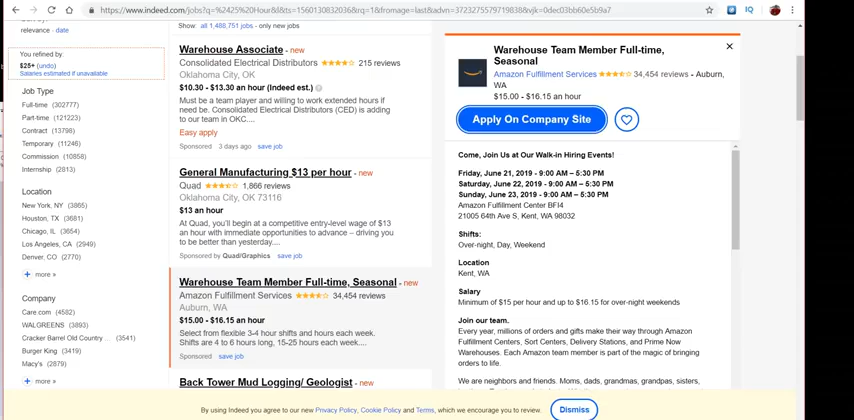 https://www.indeed.com/jobs?q=%2425%20Hour&l&ts=1560130832036&rq=1&fromage=last&advn=3723275579719838&vjk=0dec03bb60e5b9a7
Show: all 1,488,751 jobs - only new jobs
relevance - date
You refined by:
$25+ (undo)
Salaries estimated if unavailable
Job Type
Full-time (302777)
Part-time (121223)
Contract (13798)
Temporary (11246)
Commission (10858)
Internship (2813)
Location
New York, NY (3865)
Houston, TX (3681)
Chicago, IL (3654)
Los Angeles, CA (2949)
Denver, CO (2770)
+ more »
Company
Care.com (4582)
WALGREENS (3893)
Cracker Barrel Old Country ... (3541)
Burger King (3419)
Macy's (2879)
+ more »
Warehouse Associate - new
Consolidated Electrical Distributors 215 reviews
Oklahoma City, OK
$10.30 - $13.30 an hour (Indeed est.)
Must be a team player and willing to work extended hours if
need be. Consolidated Electrical Distributors (CED) is adding
to our team in OKC....
Easy apply
Sponsored 3 days ago save job
General Manufacturing $13 per hour - new
Quad 1,866 reviews
Oklahoma City, OK 73116
$13 an hour
At Quad, you'll begin at a competitive entry-level wage of $13
an hour with immediate opportunities to advance – driving you
to be better than yesterday....
Sponsored by Quad/Graphics save job
Warehouse Team Member Full-time, Seasonal - new
Amazon Fulfillment Services 34,454 reviews
Auburn, WA
$15.00 - $16.15 an hour
Select from flexible 3-4 hour shifts and hours each week.
Shifts are 4 to 6 hours long, 15-25 hours each week....
Sponsored save job
Back Tower Mud Logging/ Geologist - new
Warehouse Team Member Full-time,
Seasonal
Amazon Fulfillment Services 34,454 reviews - Auburn,
WA
$15.00 - $16.15 an hour
Apply On Company Site
Come, Join Us at Our Walk-in Hiring Events!
Friday, June 21, 2019 - 9:00 AM – 5:30 PM
Saturday, June 22, 2019 - 9:00 AM – 5:30 PM
Sunday, June 23, 2019 - 9:00 AM – 5:30 PM
Amazon Fulfillment Center BFI4
21005 64th Ave S, Kent, WA 98032
Shifts:
Over-night, Day, Weekend
Location
Kent, WA
Salary
Minimum of $15 per hour and up to $16.15 for over-night weekends
Join our team.
Every year, millions of orders and gifts make their way through Amazon
Fulfillment Centers, Sort Centers, Delivery Stations, and Prime Now
Warehouses. Each Amazon team member is part of the magic of bringing
orders to life.
We are neighbors and friends. Moms, dads, grandmas, grandpas, sisters,
By using Indeed you agree to our new Privacy Policy, Cookie Policy and Terms, which we encourage you to review. Dismiss